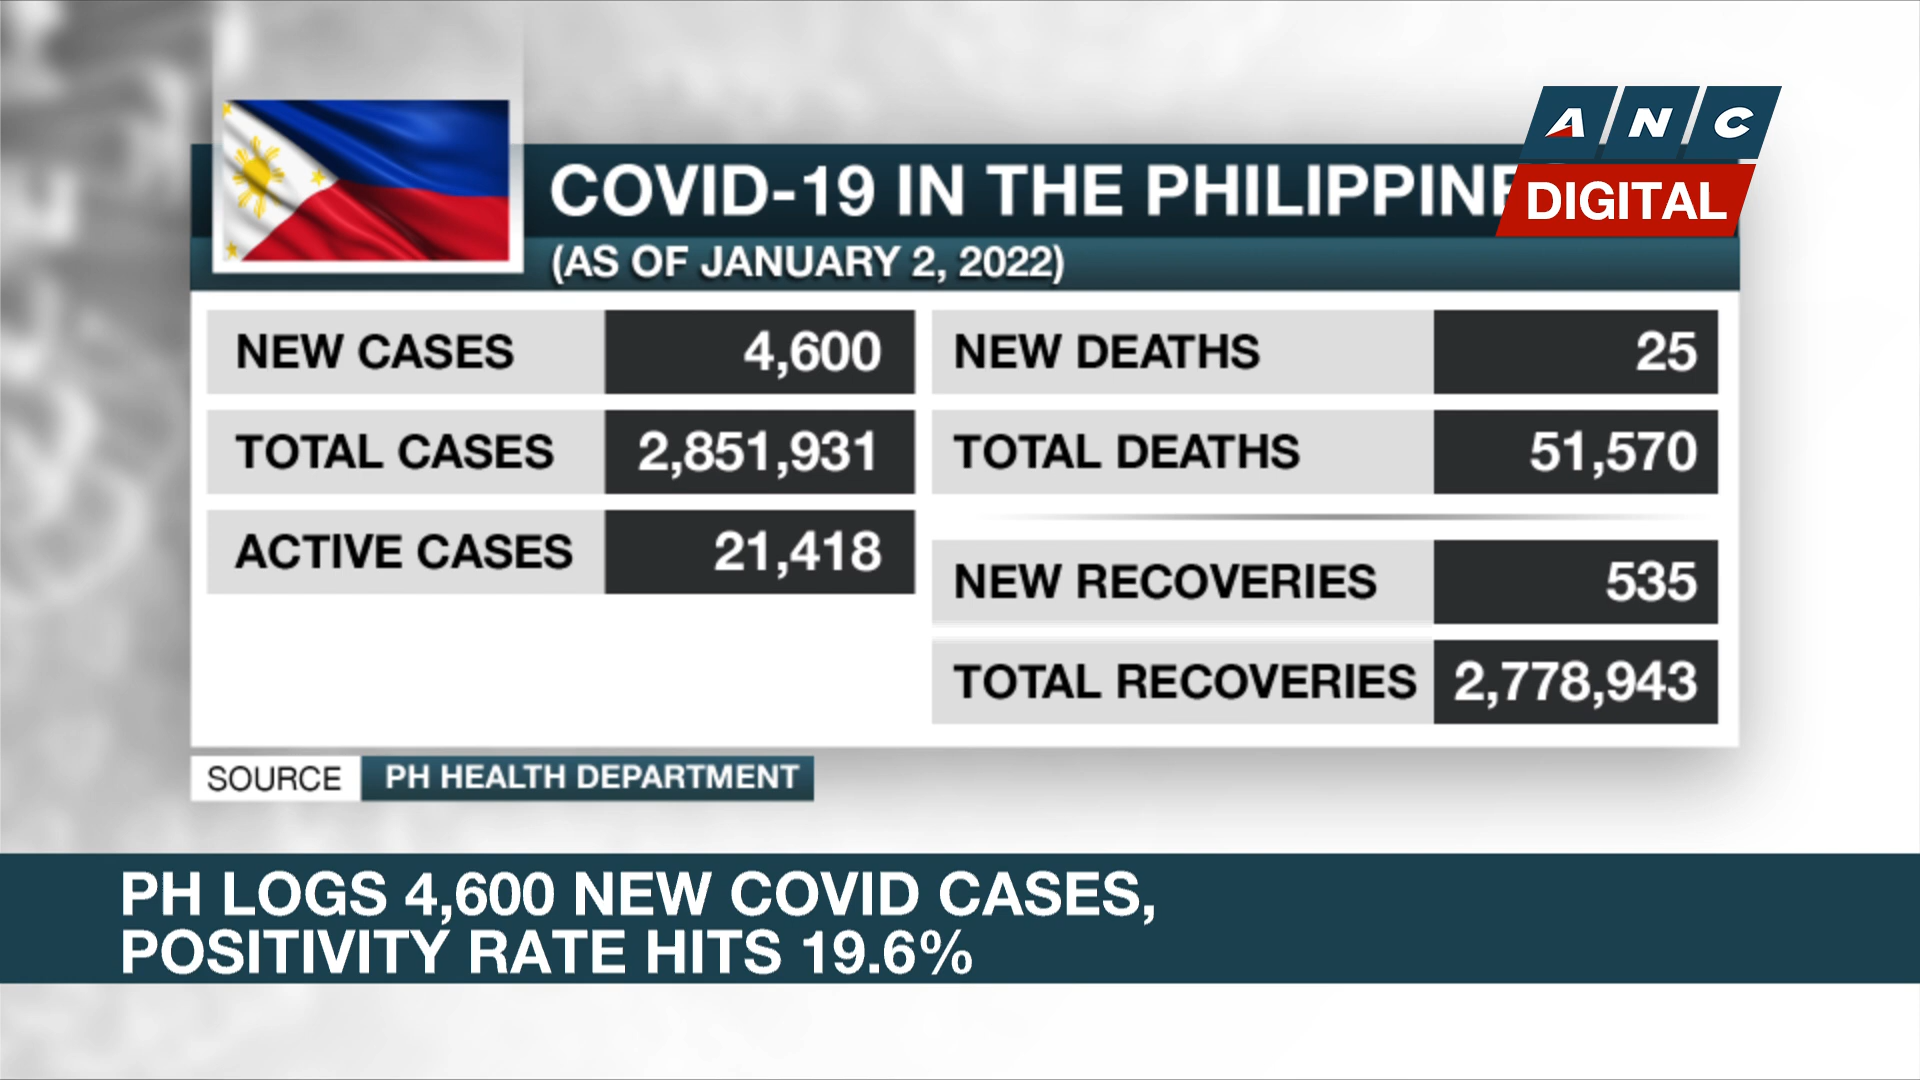 ANC
DIGITAL
COVID-19 IN THE PHILIPPINE
(AS OF JANUARY 2, 2022)
NEW CASES 4,600
TOTAL CASES 2,851,931
ACTIVE CASES 21,418
NEW DEATHS 25
TOTAL DEATHS 51,570
NEW RECOVERIES 535
TOTAL RECOVERIES 2,778,943
SOURCE PH HEALTH DEPARTMENT
PH LOGS 4,600 NEW COVID CASES,
POSITIVITY RATE HITS 19.6%